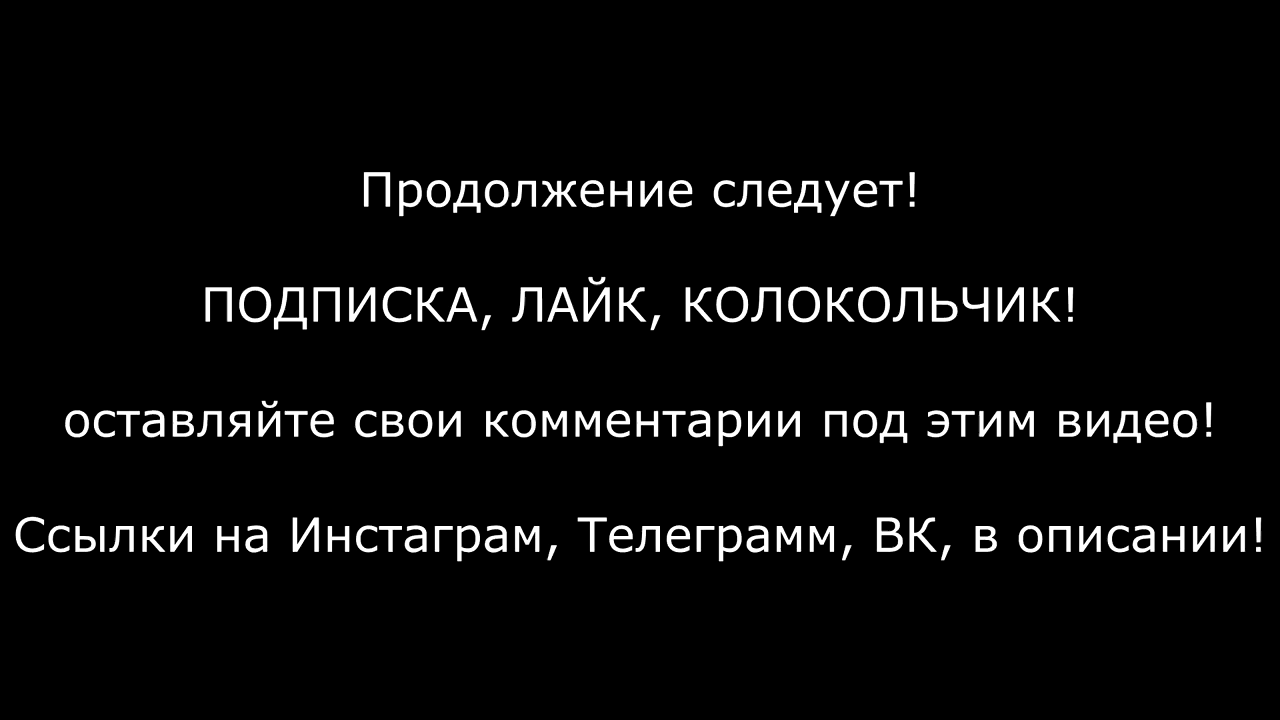 Продолжение следует!
ПОДПИСКА, ЛАЙК, КОЛОКОЛЬЧИК!
оставляйте свои комментарии под этим видео!
Ссылки на Инстаграм, Телеграмм, ВК, в описании!